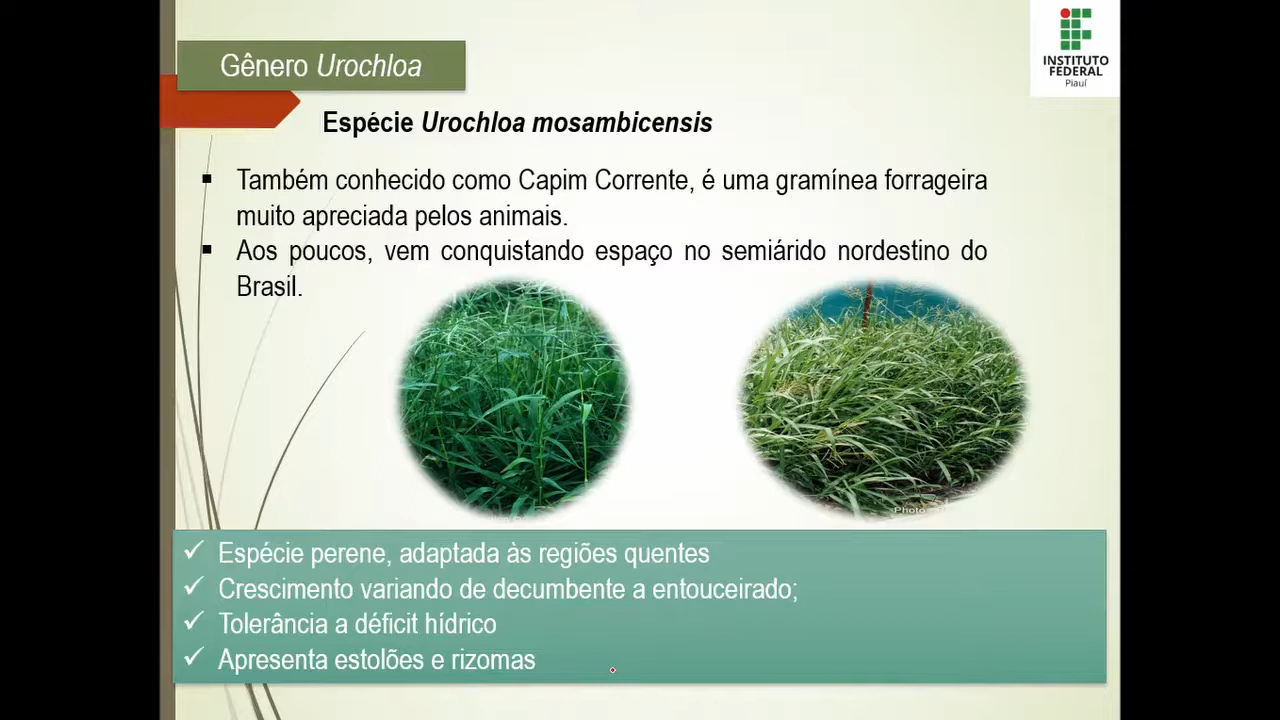 Gênero Urochloa
INSTITUTO
FEDERAL
Piauí
Espécie Urochloa mosambicensis
Também conhecido como Capim Corrente, é uma gramínea forrageira
muito apreciada pelos animais.
Aos poucos, vem conquistando espaço no semiárido nordestino do
Brasil.
Photo
Espécie perene, adaptada às regiões quentes
Crescimento variando de decumbente a entouceirado;
Tolerância a déficit hídrico
Apresenta estolões e rizomas